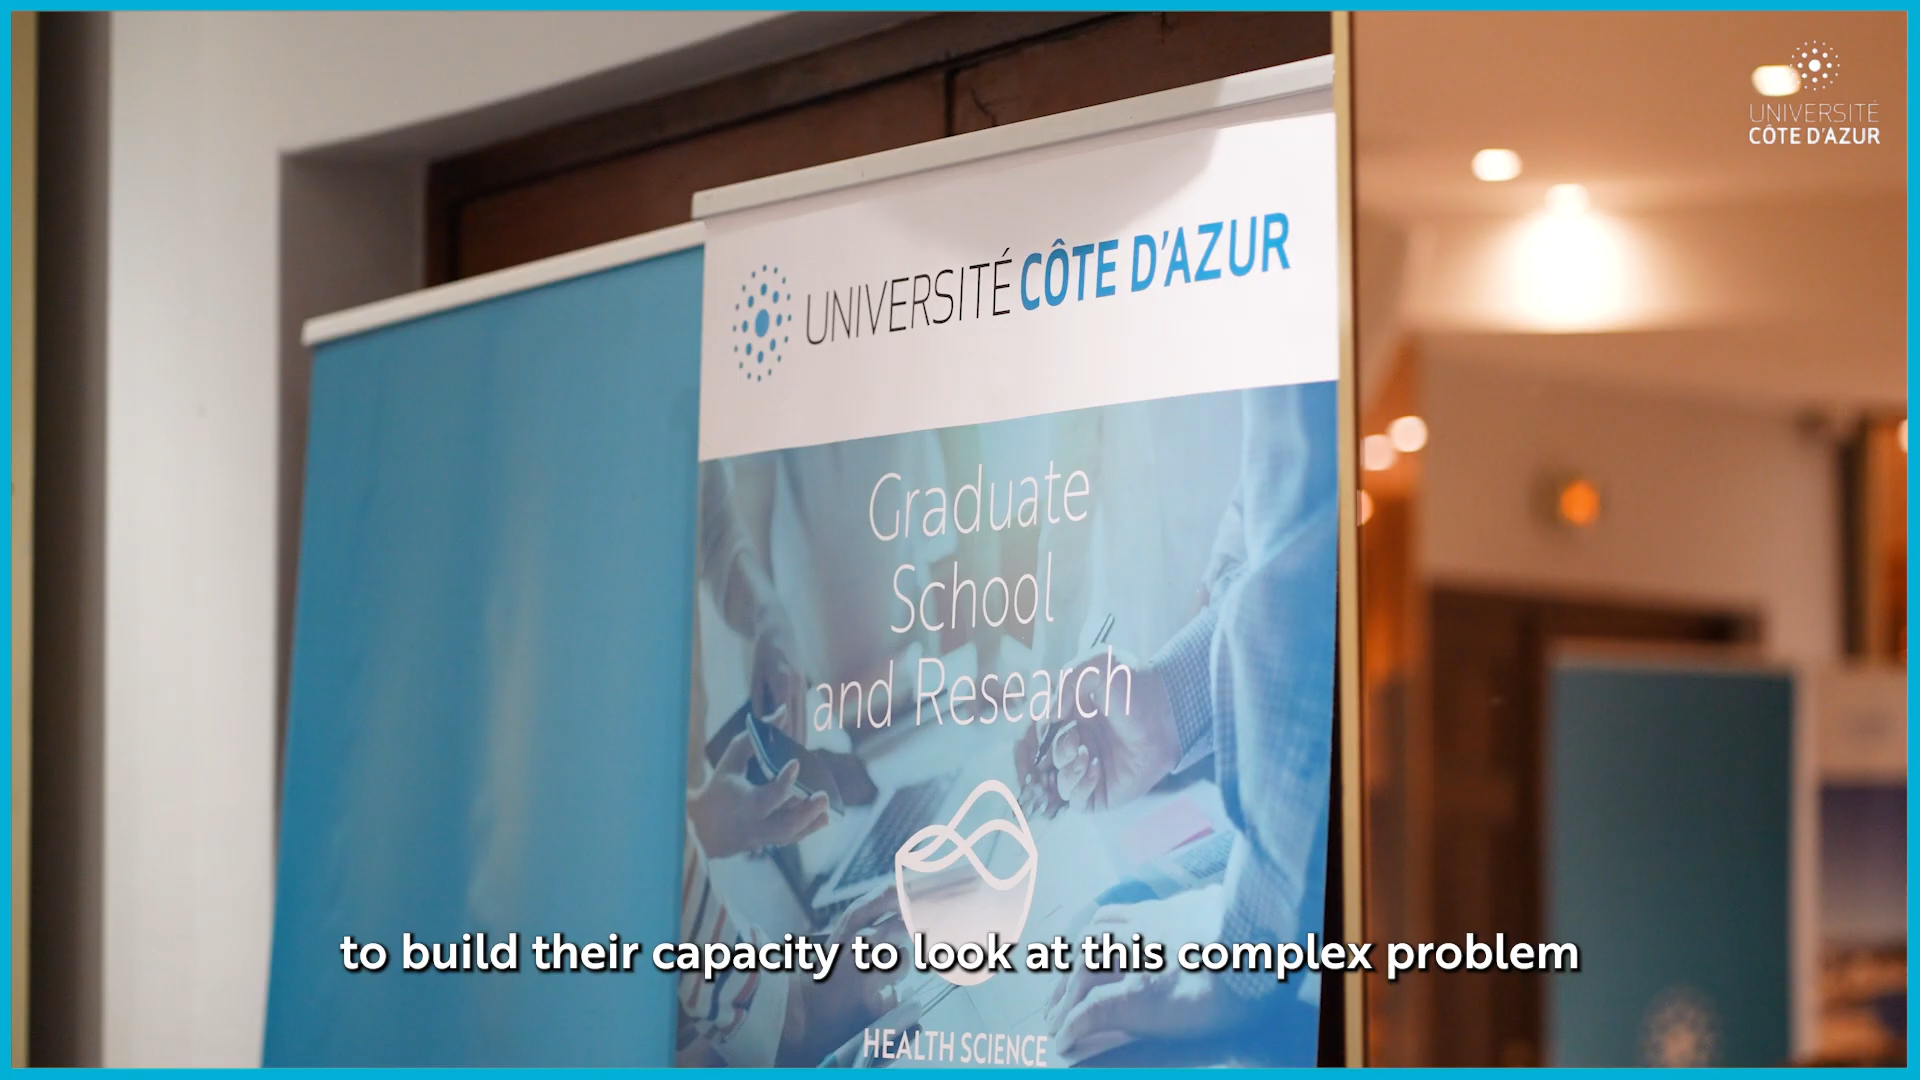 UNIVERSITÉ
CÔTE D'AZUR
UNIVERSITÉ CÔTE D'AZUR
Graduate
School
and Research
to build their capacity to look at this complex problem
HEALTH SCIENCE